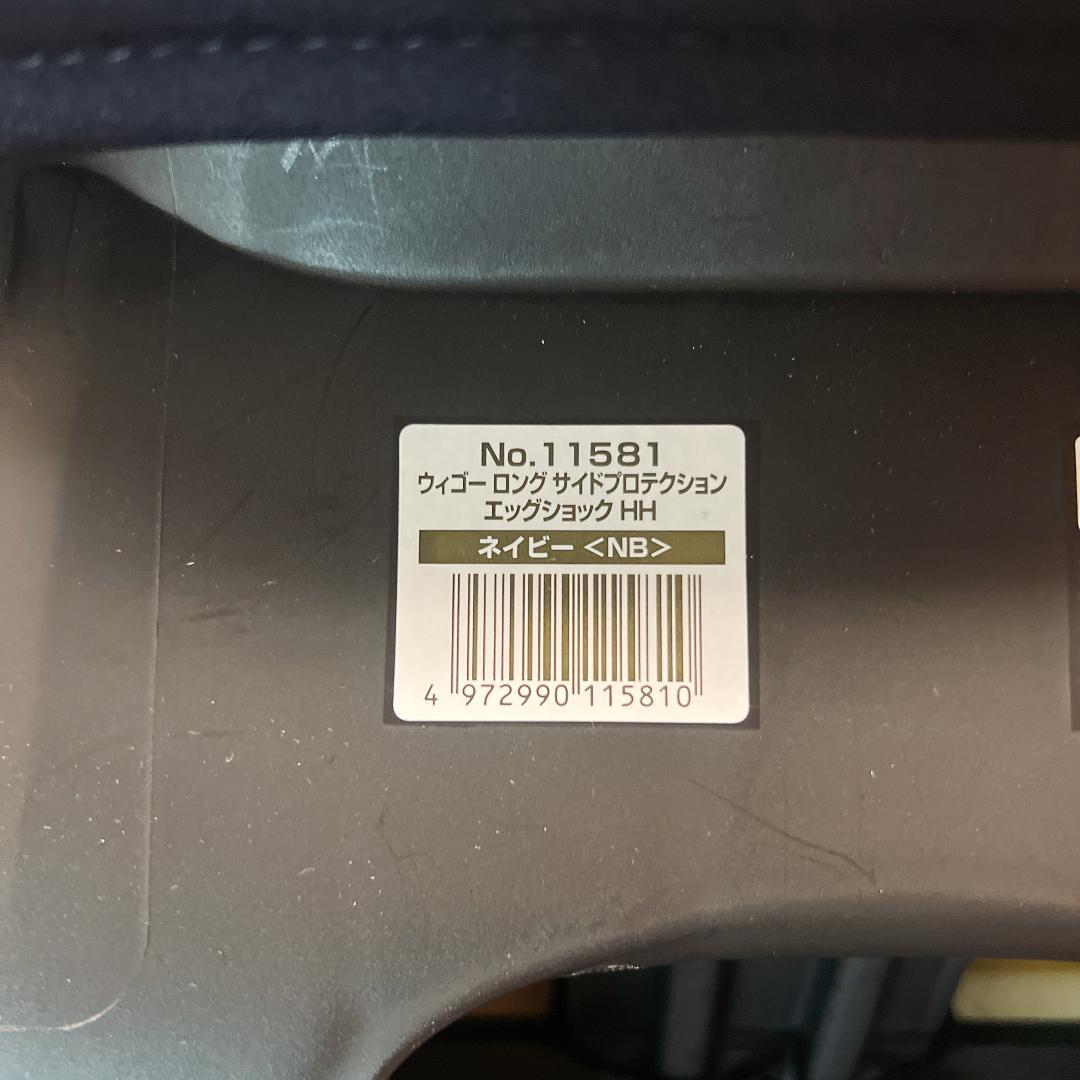 No.11581
ウィゴー ロング サイドプロテクション
エッグショック HH
ネイビー <NB>
4 972990 115810